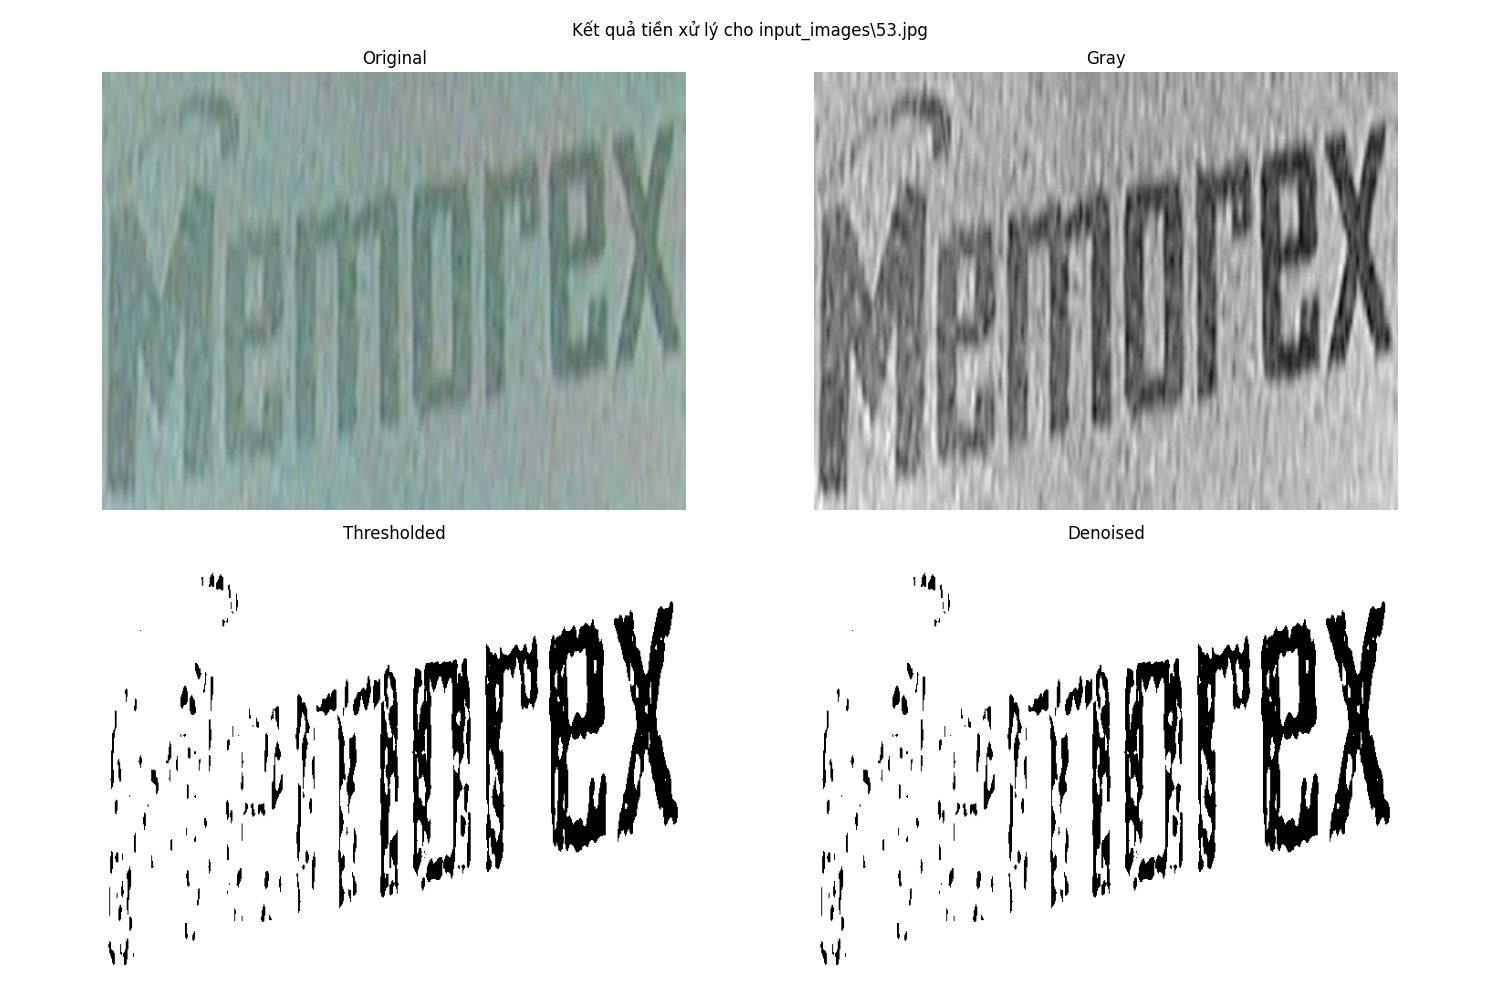 Kết quả tiền xử lý cho input_images\53.jpg
Original
Gray
Memorex
Memorex
Thresholded
Denoised
morex
morex